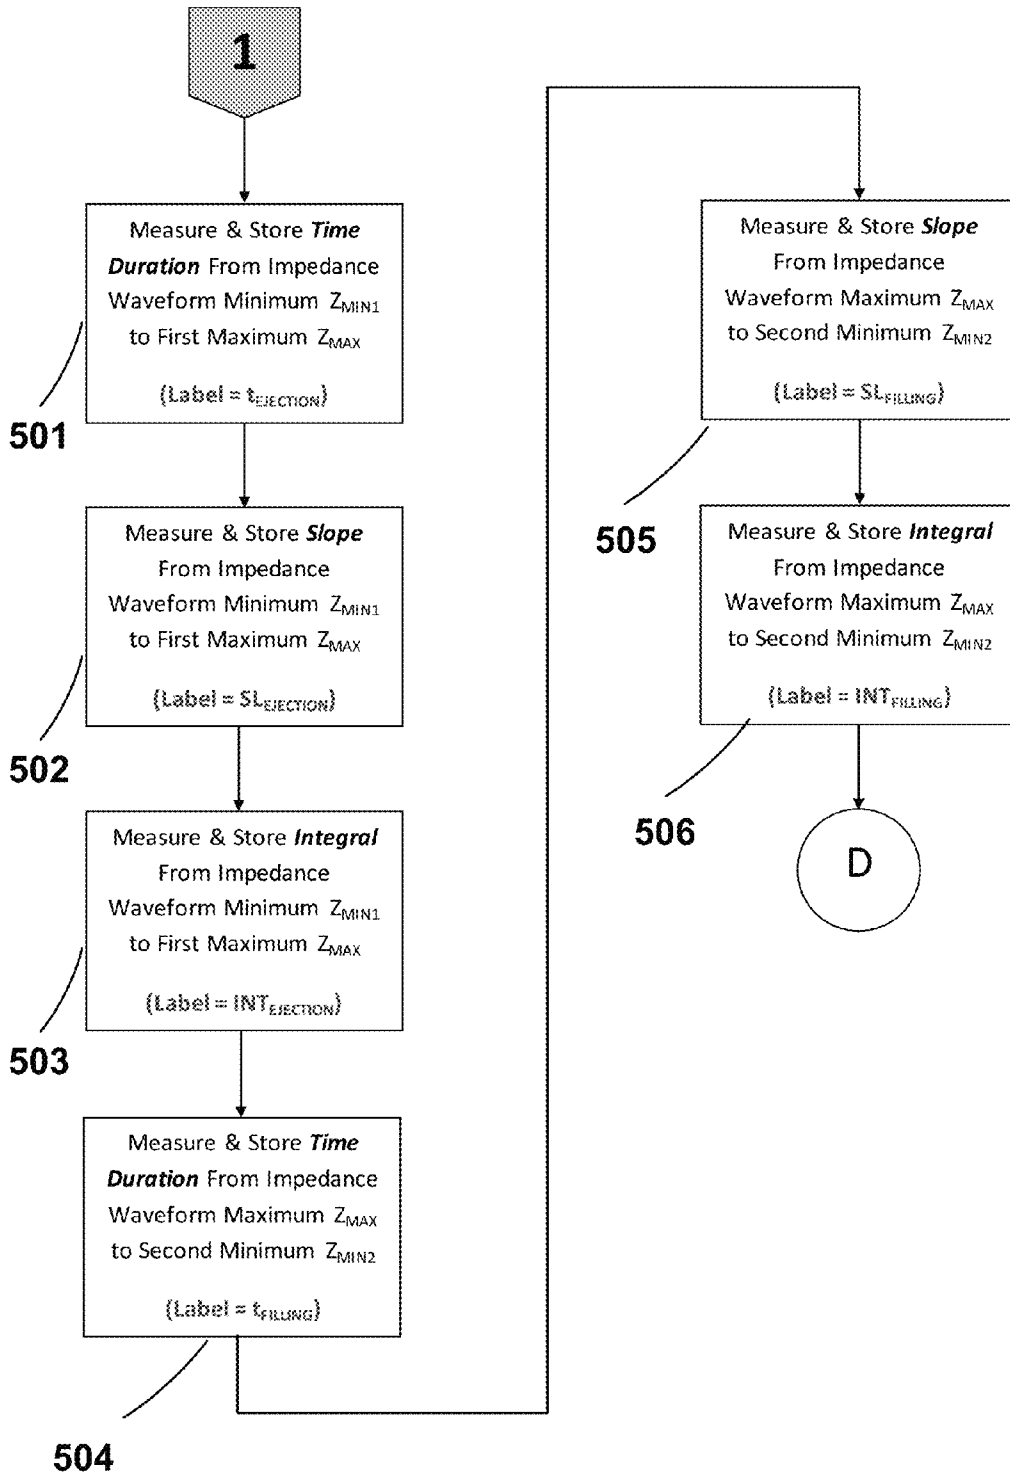 1
Measure & Store Time
Duration From Impedance
Waveform Minimum ZMIN1
to First Maximum ZMAX
(Label = tEJECTION)
501
Measure & Store Slope
From Impedance
Waveform Minimum ZMIN1
to First Maximum ZMAX
(Label = SLEJECTION)
502
Measure & Store Integral
From Impedance
Waveform Minimum ZMIN1
to First Maximum ZMAX
(Label = INTEJECTION)
503
Measure & Store Time
Duration From Impedance
Waveform Maximum ZMAX
to Second Minimum ZMIN2
(Label = tFILLING)
504
Measure & Store Slope
From Impedance
Waveform Maximum ZMAX
to Second Minimum ZMIN2
(Label = SLFILLING)
505
Measure & Store Integral
From Impedance
Waveform Maximum ZMAX
to Second Minimum ZMIN2
(Label = INTFILLING)
506
D